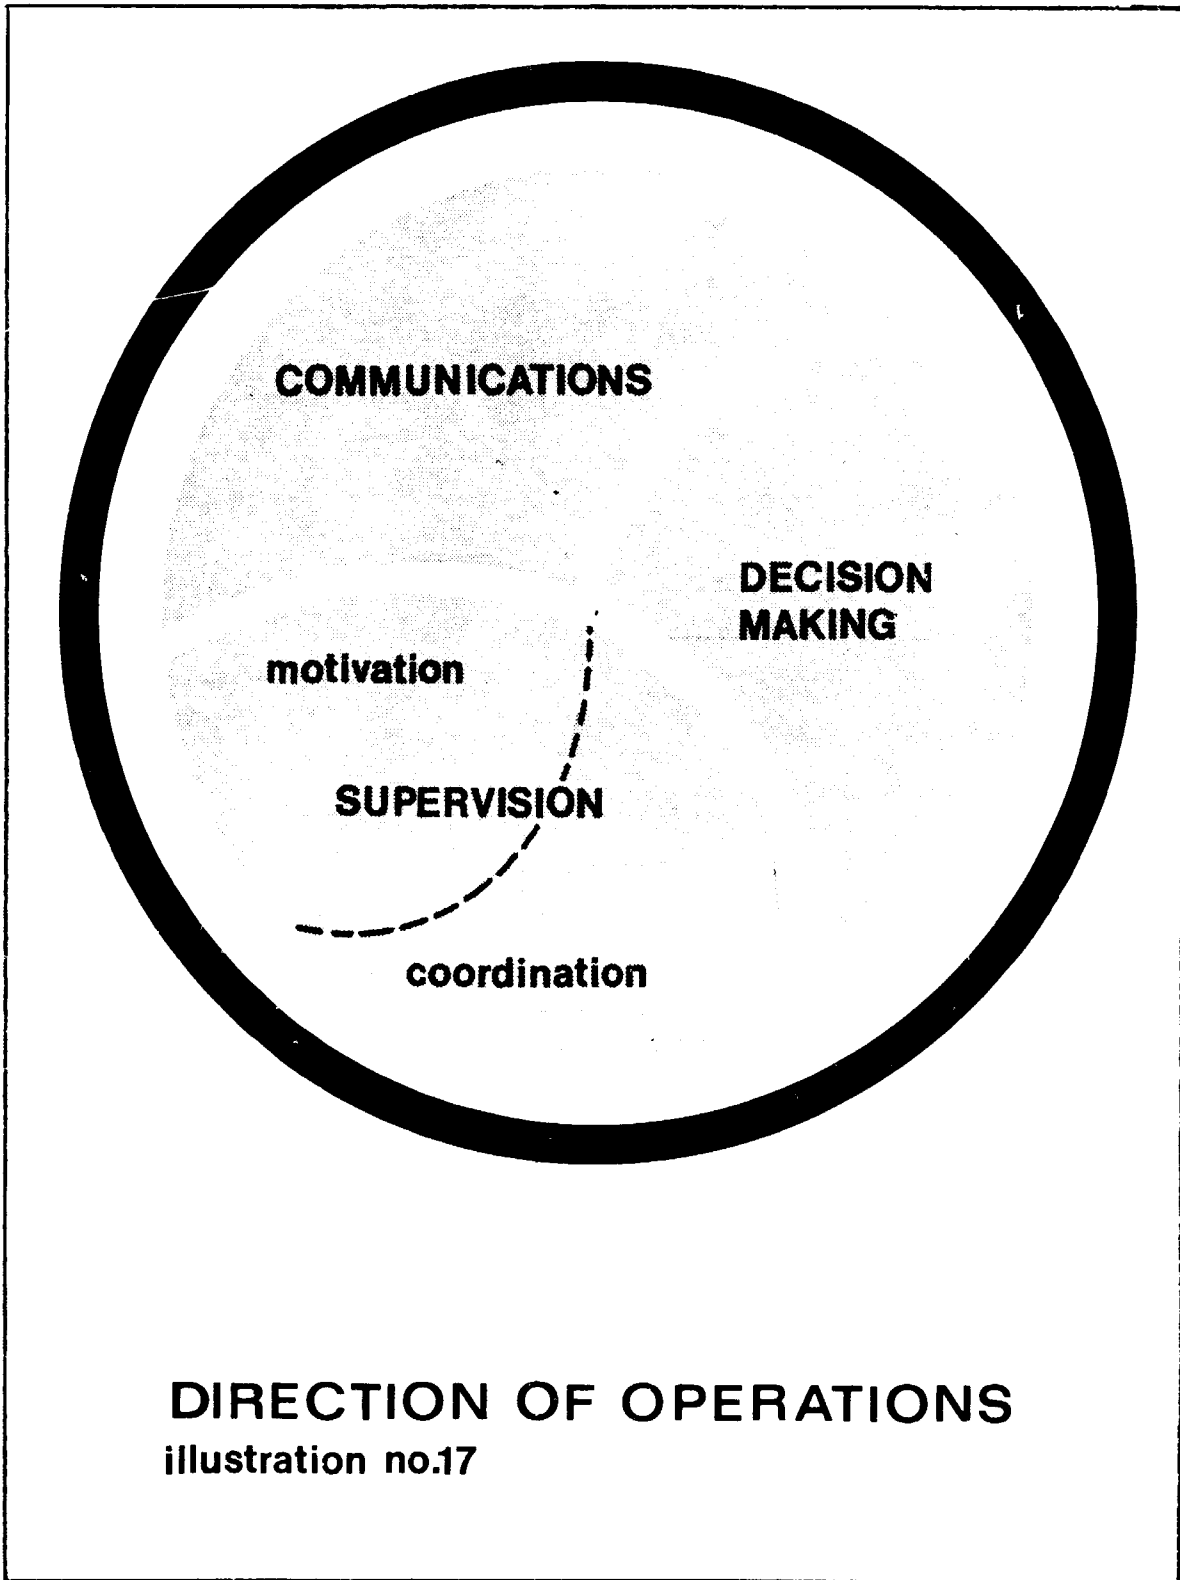 COMMUNICATIONS
DECISION
MAKING
motivation
SUPERVISION
coordination
DIRECTION OF OPERATIONS
illustration no.17